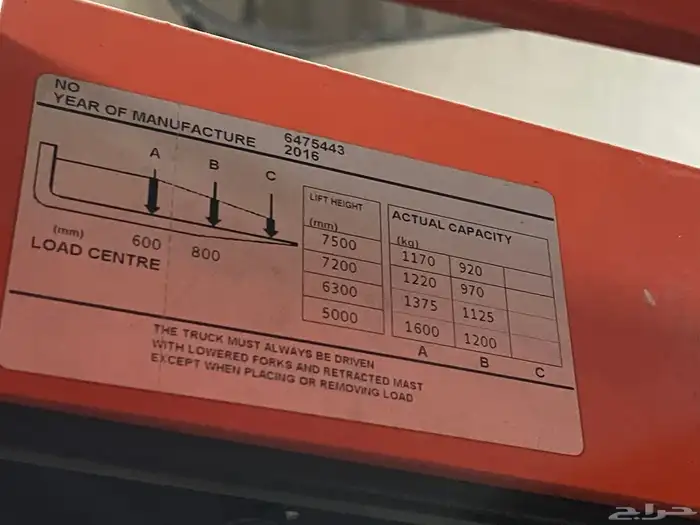 NO 6475443
YEAR OF MANUFACTURE 2016
A B C
(mm) 600 800
LOAD CENTRE
LIFT HEIGHT
(mm)
7500
7200
6300
5000
ACTUAL CAPACITY
(kg)
1170 920
1220 970
1375 1125
1600 1200
A B C
THE TRUCK MUST ALWAYS BE DRIVEN
WITH LOWERED FORKS AND RETRACTED MAST
EXCEPT WHEN PLACING OR REMOVING LOAD
حراج